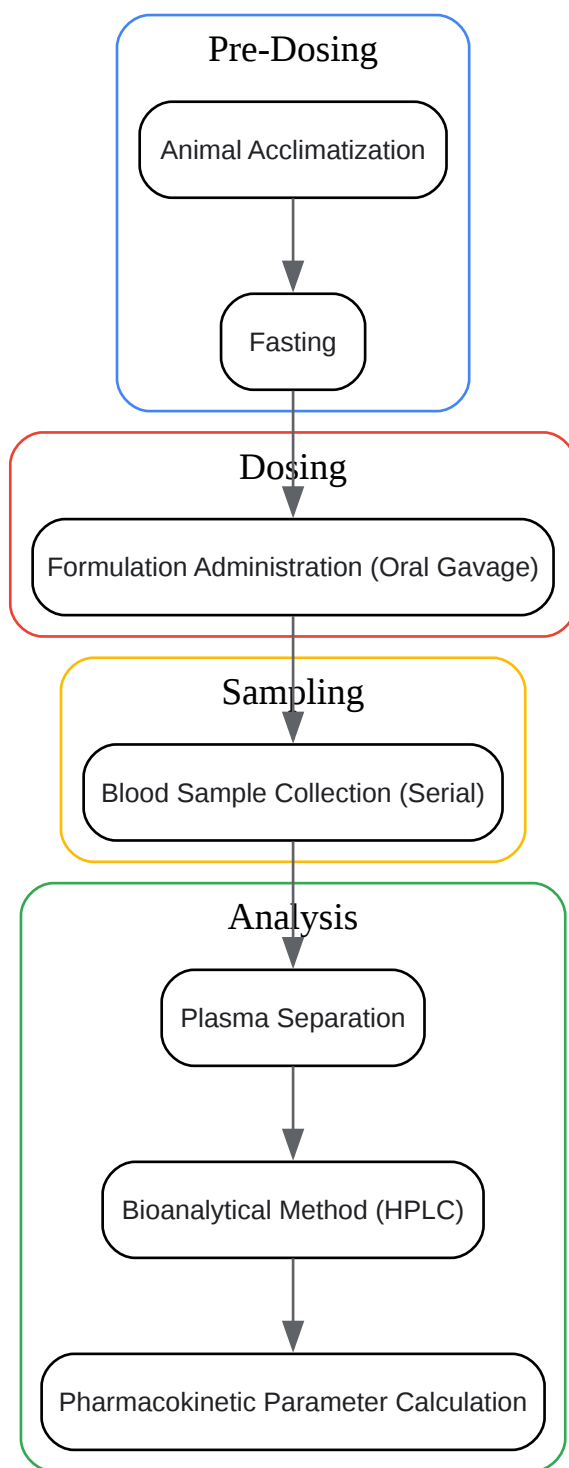 Pre-Dosing
Animal Acclimatization
Fasting
Dosing
Formulation Administration (Oral Gavage)
Sampling
Blood Sample Collection (Serial)
Analysis
Plasma Separation
Bioanalytical Method (HPLC)
Pharmacokinetic Parameter Calculation